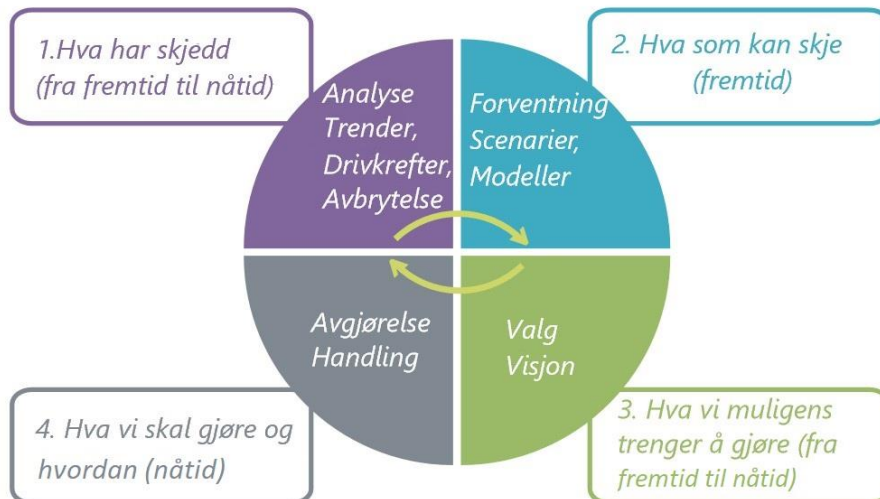 1.Hva har skjedd
(fra fremtid til nåtid)
Analyse
Trender,
Drivkrefter,
Avbrytelse
2. Hva som kan skje
(fremtid)
Forventning
Scenarier,
Modeller
3. Hva vi muligens
trenger å gjøre (fra
fremtid til nåtid)
Valg
Visjon
4. Hva vi skal gjøre og
hvordan (nåtid)
Avgjørelse
Handling